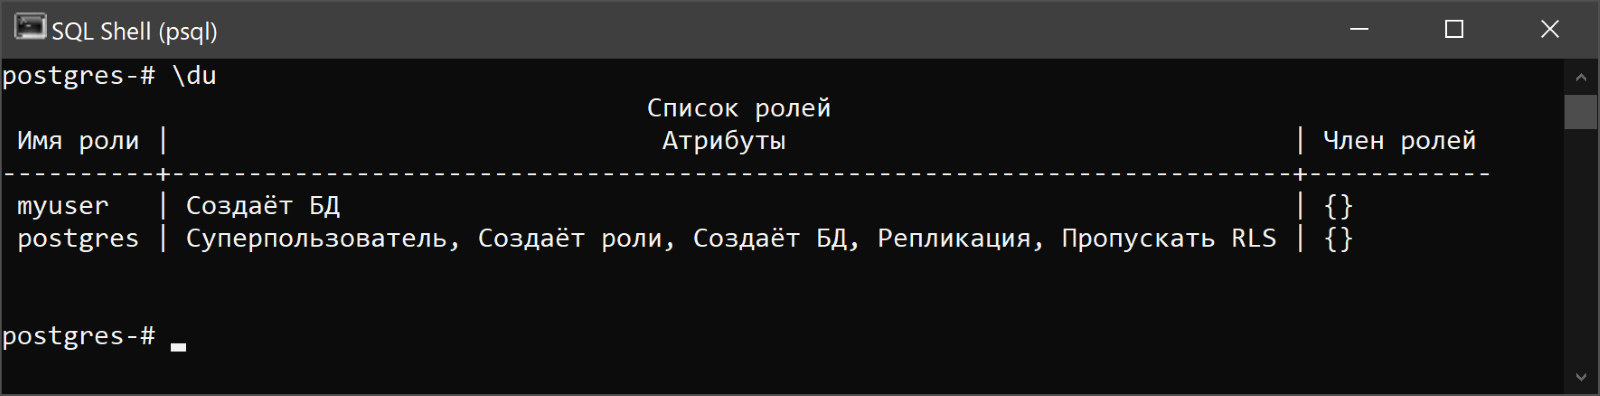 SQL Shell (psql)
postgres-# \du
Список ролей
Имя роли | Атрибуты | Член ролей
----------+-------------------------------------------------------------------------+------------
myuser | Создаёт БД | {}
postgres | Суперпользователь, Создаёт роли, Создаёт БД, Репликация, Пропускать RLS | {}
postgres-#